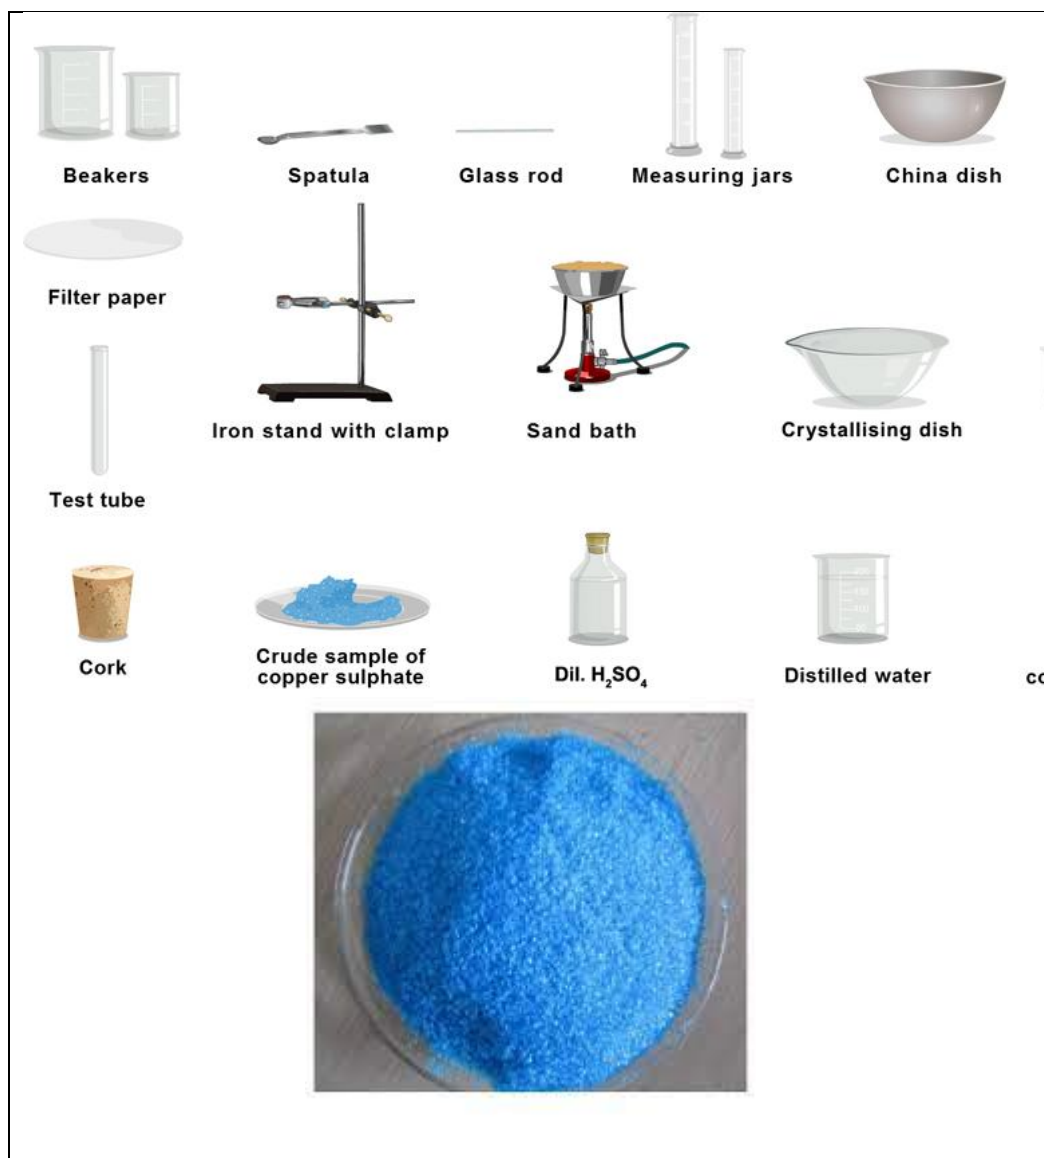 Beakers
Spatula
Glass rod
Measuring jars
China dish
Filter paper
Iron stand with clamp
Sand bath
Crystallising dish
Test tube
Cork
Crude sample of
copper sulphate
Dil. H₂SO₄
Distilled water